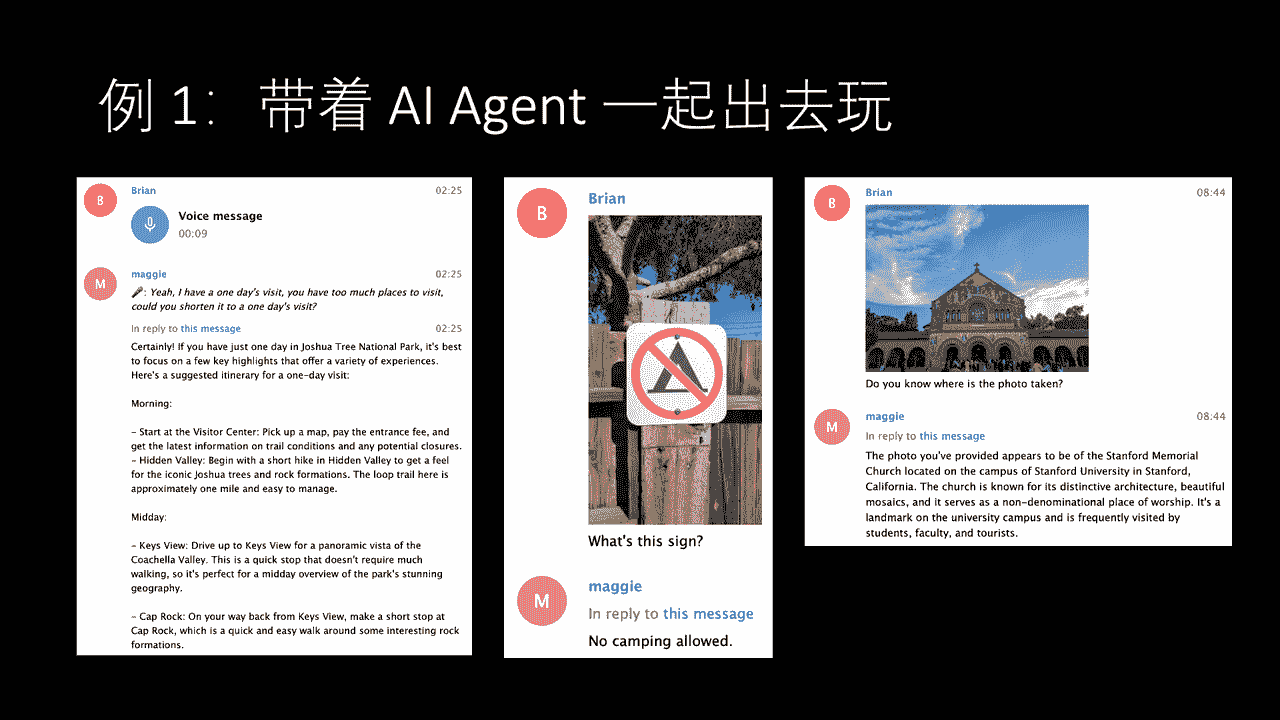 例 1： 带着 AI Agent 一起出去玩
B
Brian
02:25
Voice message
00:09
M
maggie
02:25
🎤: Yeah, I have a one day's visit, you have too much places to visit,
could you shorten it to a one day's visit?
In reply to this message
02:25
Certainly! If you have just one day in Joshua Tree National Park, it's best
to focus on a few key highlights that offer a variety of experiences.
Here's a suggested itinerary for a one-day visit:
Morning:
– Start at the Visitor Center: Pick up a map, pay the entrance fee, and
get the latest information on trail conditions and any potential closures.
– Hidden Valley: Begin with a short hike in Hidden Valley to get a feel
for the iconic Joshua trees and rock formations. The loop trail here is
approximately one mile and easy to manage.
Midday:
– Keys View: Drive up to Keys View for a panoramic vista of the
Coachella Valley. This is a quick stop that doesn't require much
walking, so it's perfect for a midday overview of the park's stunning
geography.
– Cap Rock: On your way back from Keys View, make a short stop at
Cap Rock, which is a quick and easy walk around some interesting rock
formations.
B
Brian
What's this sign?
M
maggie
In reply to this message
No camping allowed.
B
Brian
08:44
Do you know where is the photo taken?
M
maggie
08:44
In reply to this message
The photo you've provided appears to be of the Stanford Memorial
Church located on the campus of Stanford University in Stanford,
California. The church is known for its distinctive architecture, beautiful
mosaics, and it serves as a non-denominational place of worship. It's a
landmark on the university campus and is frequently visited by
students, faculty, and tourists.